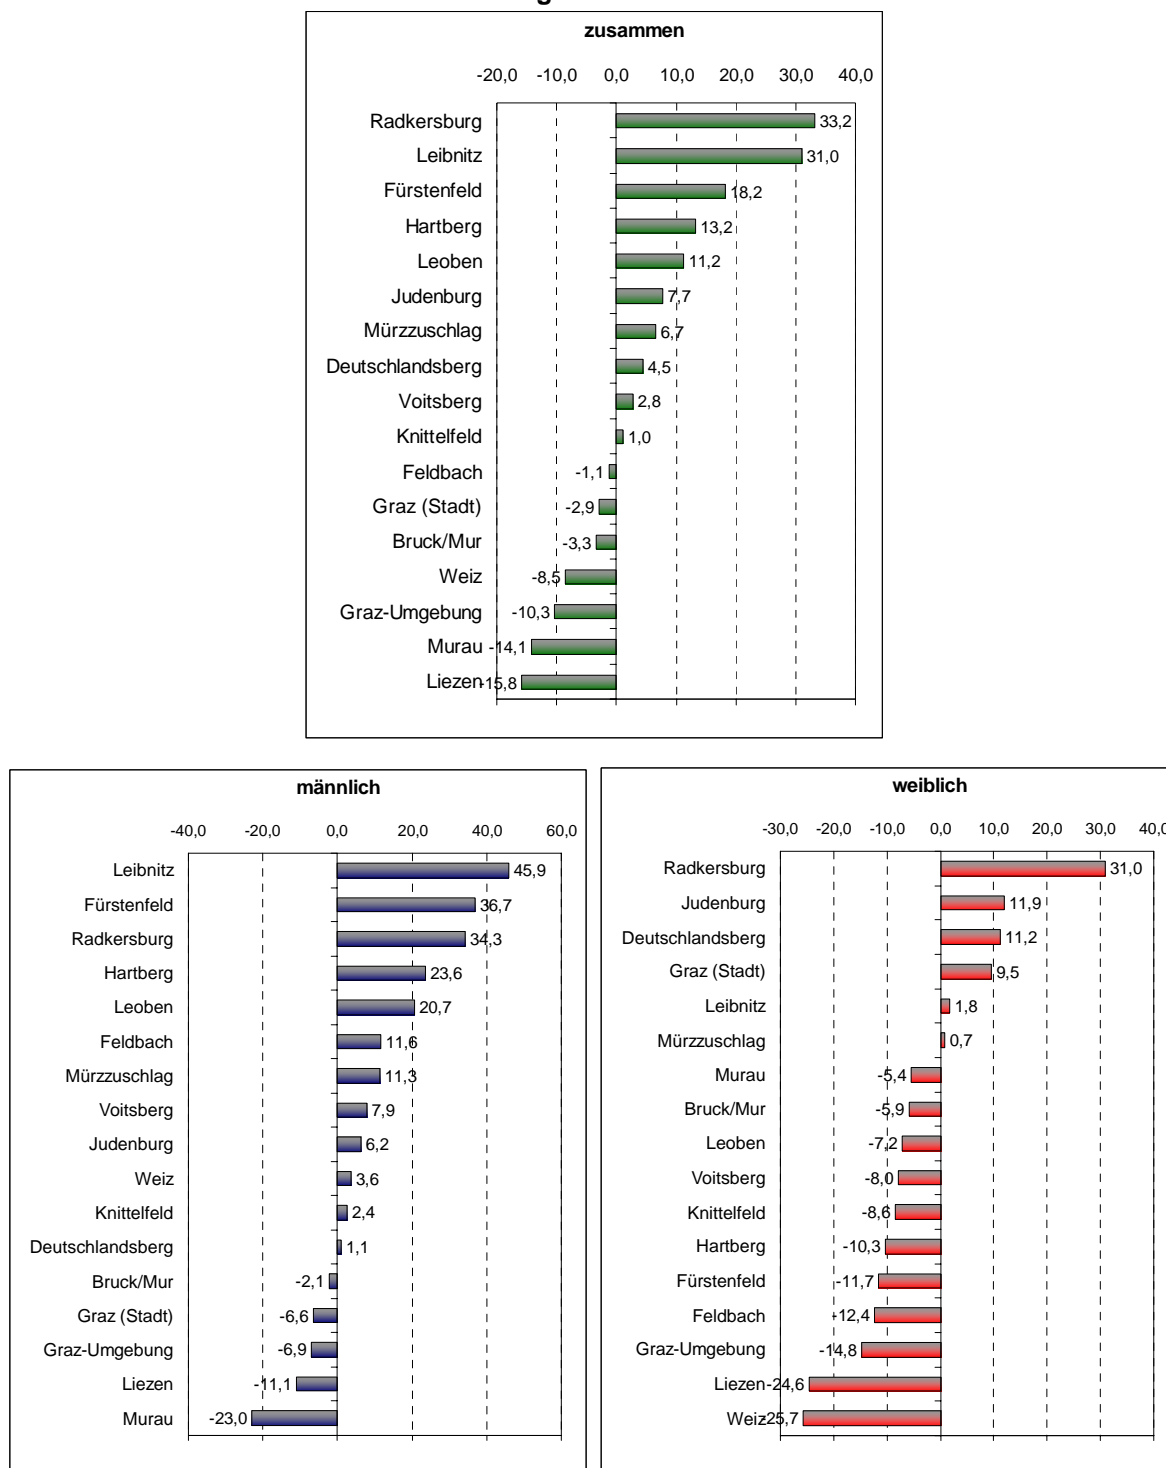 zusammen
-20,0 -10,0 0,0 10,0 20,0 30,0 40,0
Radkersburg 33,2
Leibnitz 31,0
Fürstenfeld 18,2
Hartberg 13,2
Leoben 11,2
Judenburg 7,7
Mürzzuschlag 6,7
Deutschlandsberg 4,5
Voitsberg 2,8
Knittelfeld 1,0
Feldbach -1,1
Graz (Stadt) -2,9
Bruck/Mur -3,3
Weiz -8,5
Graz-Umgebung -10,3
Murau -14,1
Liezen -15,8
männlich
-40,0 -20,0 0,0 20,0 40,0 60,0
Leibnitz 45,9
Fürstenfeld 36,7
Radkersburg 34,3
Hartberg 23,6
Leoben 20,7
Feldbach 11,6
Mürzzuschlag 11,3
Voitsberg 7,9
Judenburg 6,2
Weiz 3,6
Knittelfeld 2,4
Deutschlandsberg 1,1
Bruck/Mur -2,1
Graz (Stadt) -6,6
Graz-Umgebung -6,9
Liezen -11,1
Murau -23,0
weiblich
-30,0 -20,0 -10,0 0,0 10,0 20,0 30,0 40,0
Radkersburg 31,0
Judenburg 11,9
Deutschlandsberg 11,2
Graz (Stadt) 9,5
Leibnitz 1,8
Mürzzuschlag 0,7
Murau -5,4
Bruck/Mur -5,9
Leoben -7,2
Voitsberg -8,0
Knittelfeld -8,6
Hartberg -10,3
Fürstenfeld -11,7
Feldbach -12,4
Graz-Umgebung -14,8
Liezen -24,6
Weiz -25,7